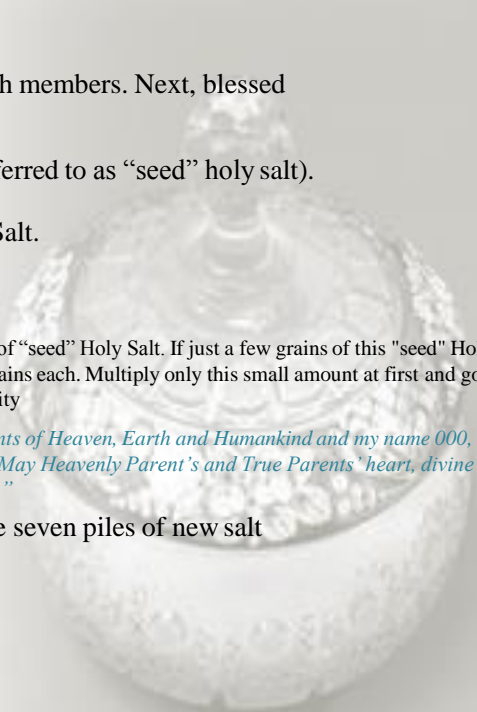 h members. Next, blessed
ferred to as “seed” holy salt).
Salt.
of “seed” Holy Salt. If just a few grains of this "seed" Ho
ains each. Multiply only this small amount at first and go
ity
nts of Heaven, Earth and Humankind and my name 000,
May Heavenly Parent’s and True Parents’ heart, divine
”
e seven piles of new salt